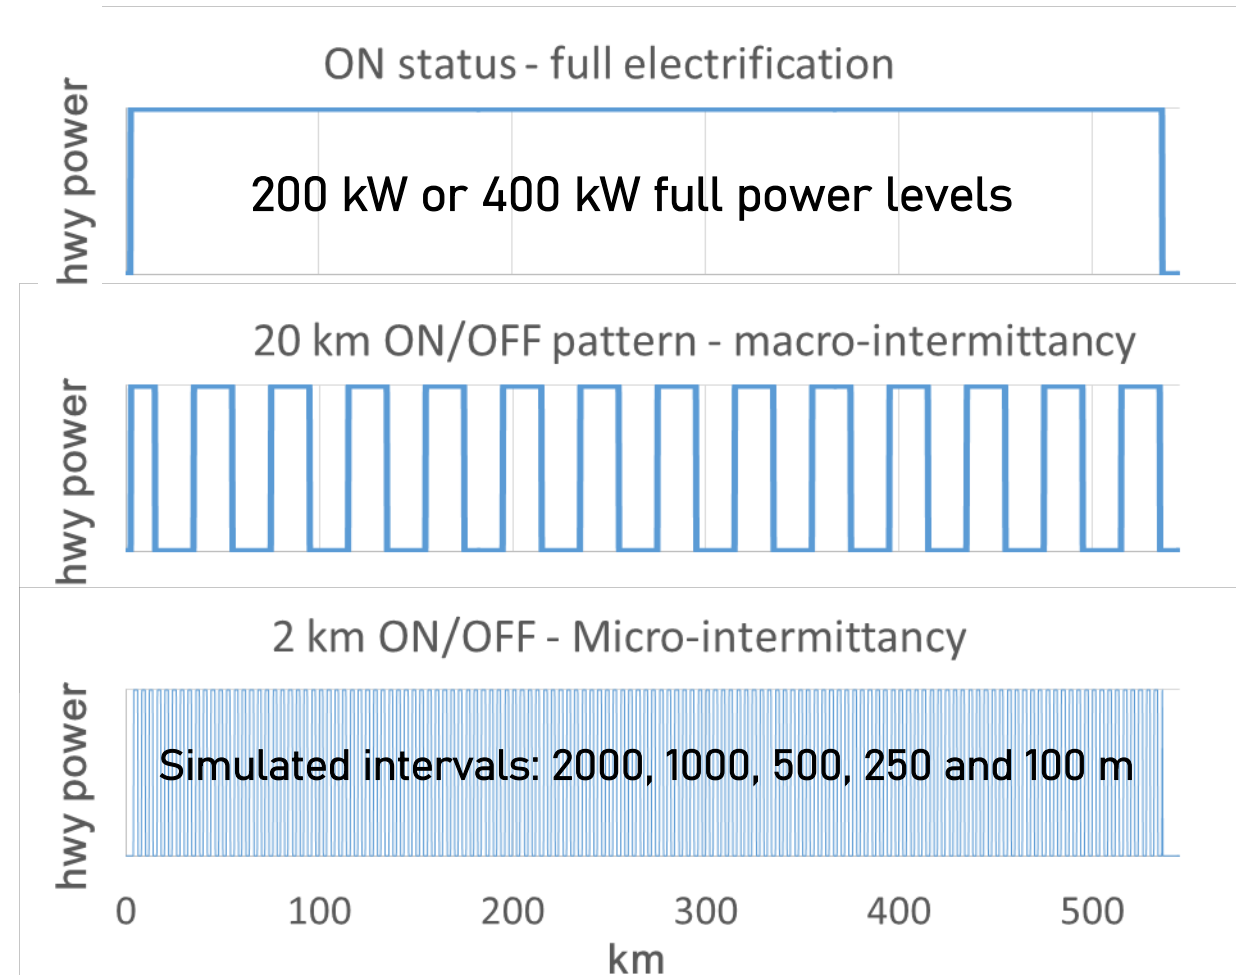 ON status - full electrification
hwy power
200 kW or 400 kW full power levels
20 km ON/OFF pattern - macro-intermittancy
hwy power
2 km ON/OFF - Micro-intermittancy
hwy power
Simulated intervals: 2000, 1000, 500, 250 and 100 m
0 100 200 300 400 500
km